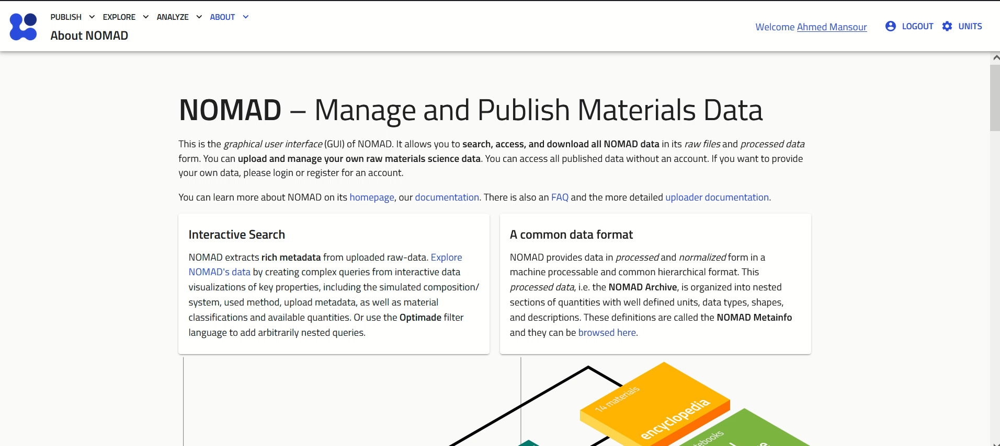 PUBLISH EXPLORE ANALYZE ABOUT
About NOMAD
Welcome Ahmed Mansour LOGOUT UNITS
NOMAD – Manage and Publish Materials Data
This is the graphical user interface (GUI) of NOMAD. It allows you to search, access, and download all NOMAD data in its raw files and processed data
form. You can upload and manage your own raw materials science data. You can access all published data without an account. If you want to provide
your own data, please login or register for an account.
You can learn more about NOMAD on its homepage, our documentation. There is also an FAQ and the more detailed uploader documentation.
Interactive Search
NOMAD extracts rich metadata from uploaded raw-data. Explore
NOMAD's data by creating complex queries from interactive data
visualizations of key properties, including the simulated composition/
system, used method, upload metadata, as well as material
classifications and available quantities. Or use the Optimade filter
language to add arbitrarily nested queries.
A common data format
NOMAD provides data in processed and normalized form in a
machine processable and common hierarchical format. This
processed data, i.e. the NOMAD Archive, is organized into nested
sections of quantities with well defined units, data types, shapes,
and descriptions. These definitions are called the NOMAD Metainfo
and they can be browsed here.
14 materials
encyclopedia